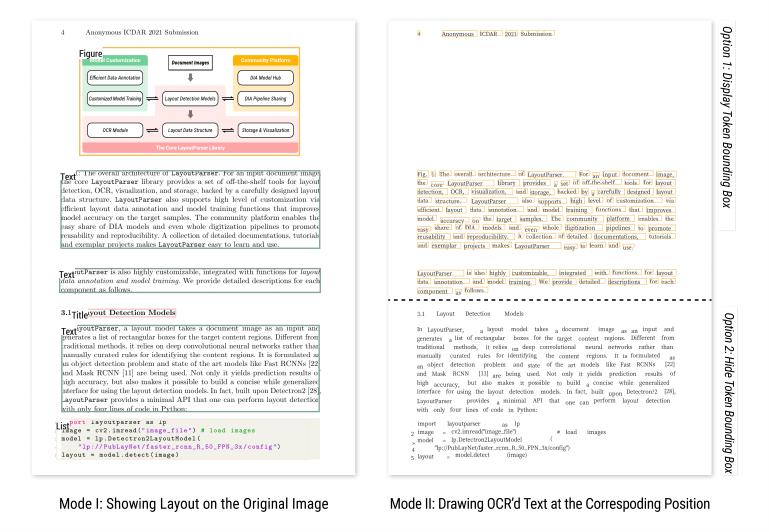 4 Anonymous ICDAR 2021 Submission
Figure
Customization
Document Images
Community Platform
Efficient Data Annotation
DIA Model Hub
Customized Model Training
Layout Detection Models
DIA Pipeline Sharing
OCR Module
Layout Data Structure
Storage & Visualization
The Core LayoutParser Library
Text
: The overall architecture of LayoutParser. For an input document image,
the core LayoutParser library provides a set of off-the-shelf tools for layout
detection, OCR, visualization, and storage, backed by a carefully designed layout
data structure. LayoutParser also supports high level of customization via
efficient layout data annotation and model training functions that improves
model accuracy on the target samples. The community platform enables the
easy share of DIA models and even whole digitization pipelines to promote
reusability and reproducibility. A collection of detailed documentations, tutorials
and exemplar projects makes LayoutParser easy to learn and use.
Text
utParser is also highly customizable, integrated with functions for layout
data annotation and model training. We provide detailed descriptions for each
component as follows.
3.1 Title ayout Detection Models
Text
youtParser, a layout model takes a document image as an input and
generates a list of rectangular boxes for the target content regions. Different from
traditional methods, it relies on deep convolutional neural networks rather than
manually curated rules for identifying the content regions. It is formulated as
an object detection problem and state of the art models like Fast RCNNs [22]
and Mask RCNN [11] are being used. Not only it yields prediction results of
high accuracy, but also makes it possible to build a concise while generalized
interface for using the layout detection models. In fact, built upon Detectron2 [28],
LayoutParser provides a minimal API that one can perform layout detection
with only four lines of code in Python:
List
port layoutparser as lp
image = cv2.imread("image_file") # load images
model = lp.Detectron2LayoutModel(
"lp://PubLayNet/faster_rcnn_R_50_FPN_3x/config")
layout = model.detect(image)
Mode I: Showing Layout on the Original Image
4 Anonymous ICDAR 2021 Submission
Fig. 1: The overall architecture of LayoutParser. For an input document image,
the core LayoutParser library provides a set of off-the-shelf tools for layout
detection, OCR, visualization, and storage, backed by a carefully designed layout
data structure. LayoutParser also supports high level of customization via
efficient layout data annotation and model training functions that improves
model accuracy on the target samples. The community platform enables the
easy share of DIA models and even whole digitization pipelines to promote
reusability and reproducibility. A collection of detailed documentations, tutorials
and exemplar projects makes LayoutParser easy to learn and use.
LayoutParser is also highly customizable, integrated with functions for layout
data annotation and model training. We provide detailed descriptions for each
component as follows.
3.1 Layout Detection Models
In LayoutParser, a layout model takes a document image as an input and
generates a list of rectangular boxes for the target content regions. Different from
traditional methods, it relies on deep convolutional neural networks rather than
manually curated rules for identifying the content regions. It is formulated as
an object detection problem and state of the art models like Fast RCNNs [22]
and Mask RCNN [11] are being used. Not only it yields prediction results of
high accuracy, but also makes it possible to build a concise while generalized
interface for using the layout detection models. In fact, built upon Detectron2 [28],
LayoutParser provides a minimal API that one can perform layout detection
with only four lines of code in Python:
import layoutparser as lp
2 image = cv2.imread("image_file") # load images
3 model = lp.Detectron2LayoutModel (
4 "lp://PubLayNet/faster_rcnn_R_50_FPN_3x/config")
5 layout = model.detect (image)
Mode II: Drawing OCR'd Text at the Correspoding Position
Option 1: Display Token Bounding Box
Option 2: Hide Token Bounding Box